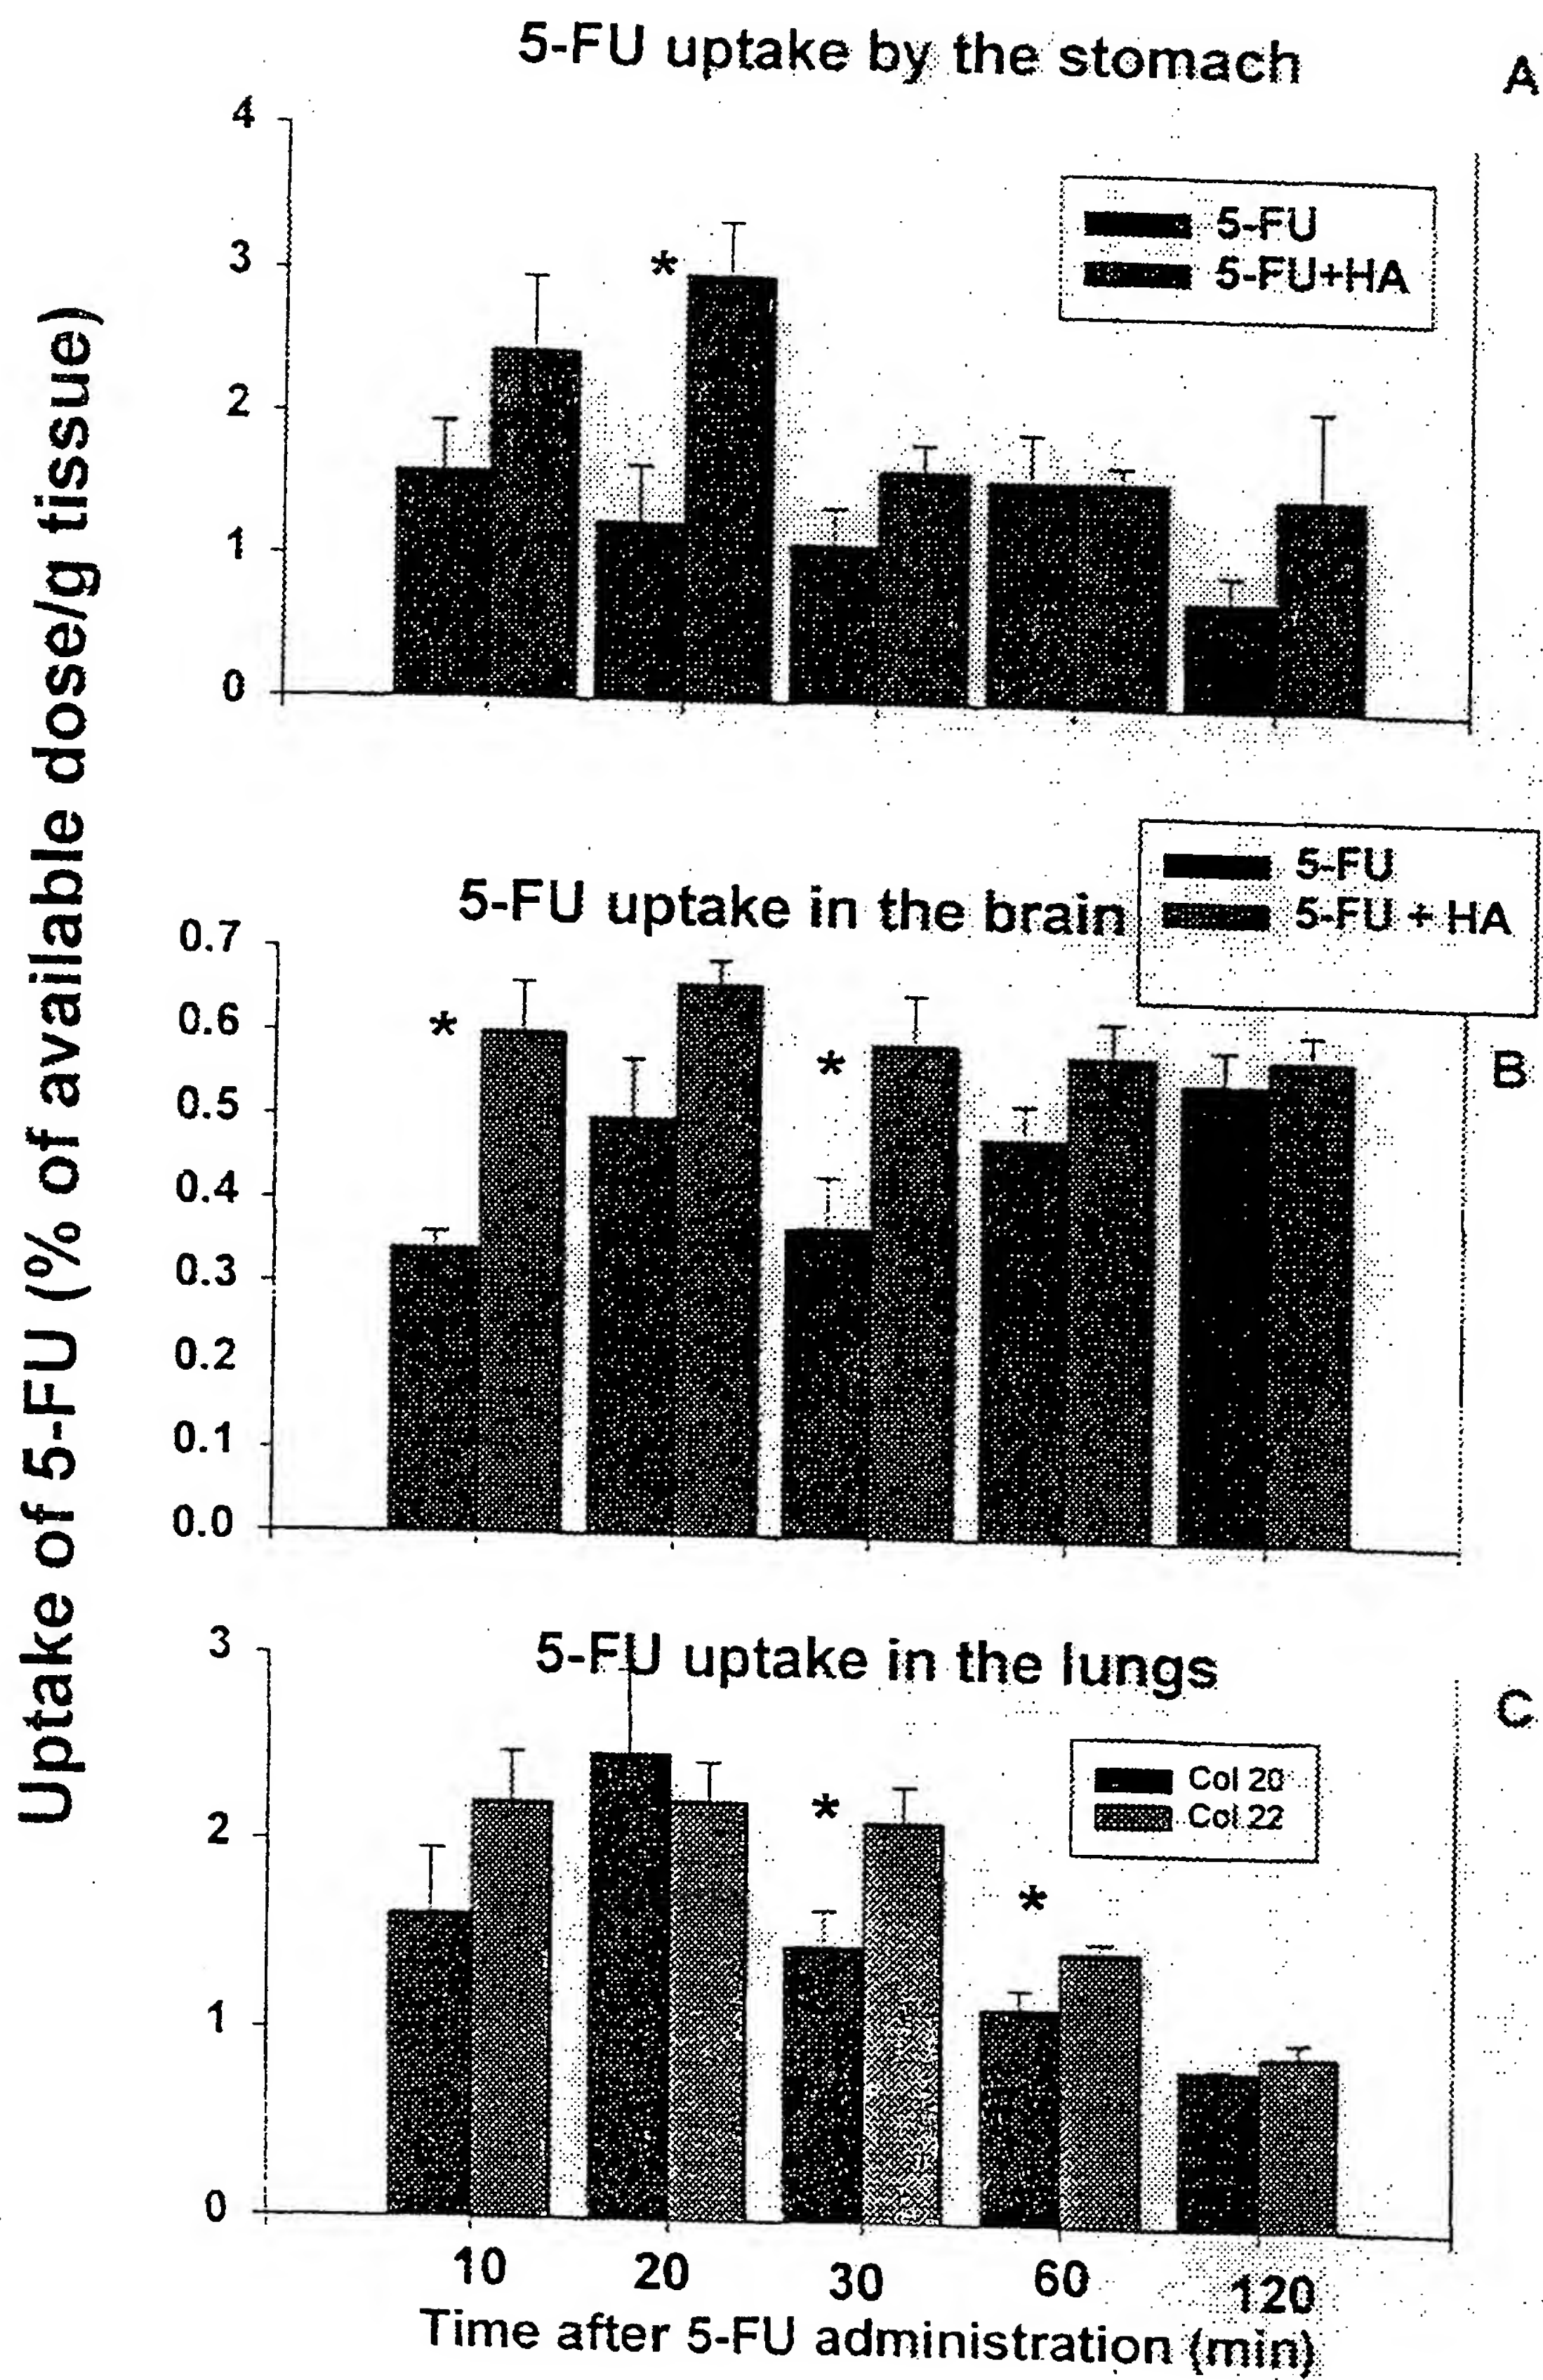 5-FU uptake by the stomach
A
4
3
2
1
0
*
5-FU
5-FU+HA
Uptake of 5-FU (% of available dose/g tissue)
5-FU uptake in the brain
5-FU
5-FU + HA
B
0.7
0.6
0.5
0.4
0.3
0.2
0.1
0.0
*
*
5-FU uptake in the lungs
C
3
2
1
0
*
*
Col 20
Col 22
10 20 30 60 120
Time after 5-FU administration (min)